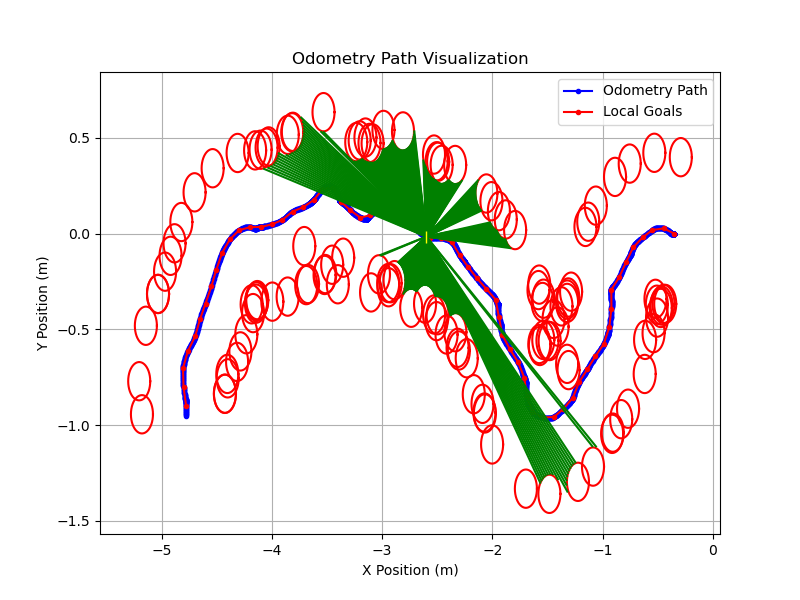 Odometry Path Visualization
Odometry Path
Local Goals
Y Position (m)
0.5
0.0
−0.5
−1.0
−1.5
−5
−4
−3
−2
−1
0
X Position (m)